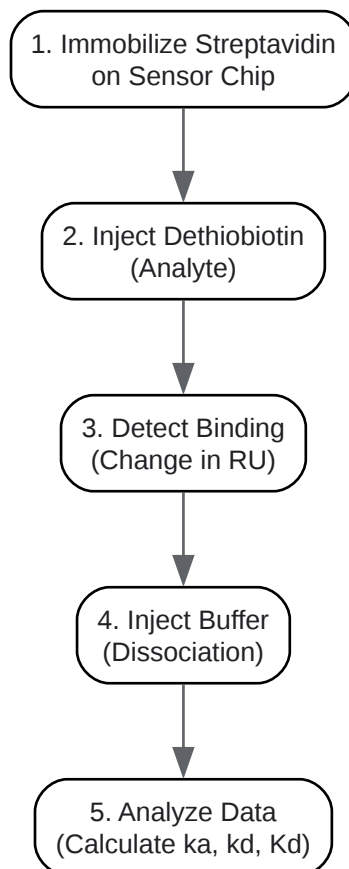 1. Immobilize Streptavidin
on Sensor Chip
2. Inject Dethiobiotin
(Analyte)
3. Detect Binding
(Change in RU)
4. Inject Buffer
(Dissociation)
5. Analyze Data
(Calculate ka, kd, Kd)